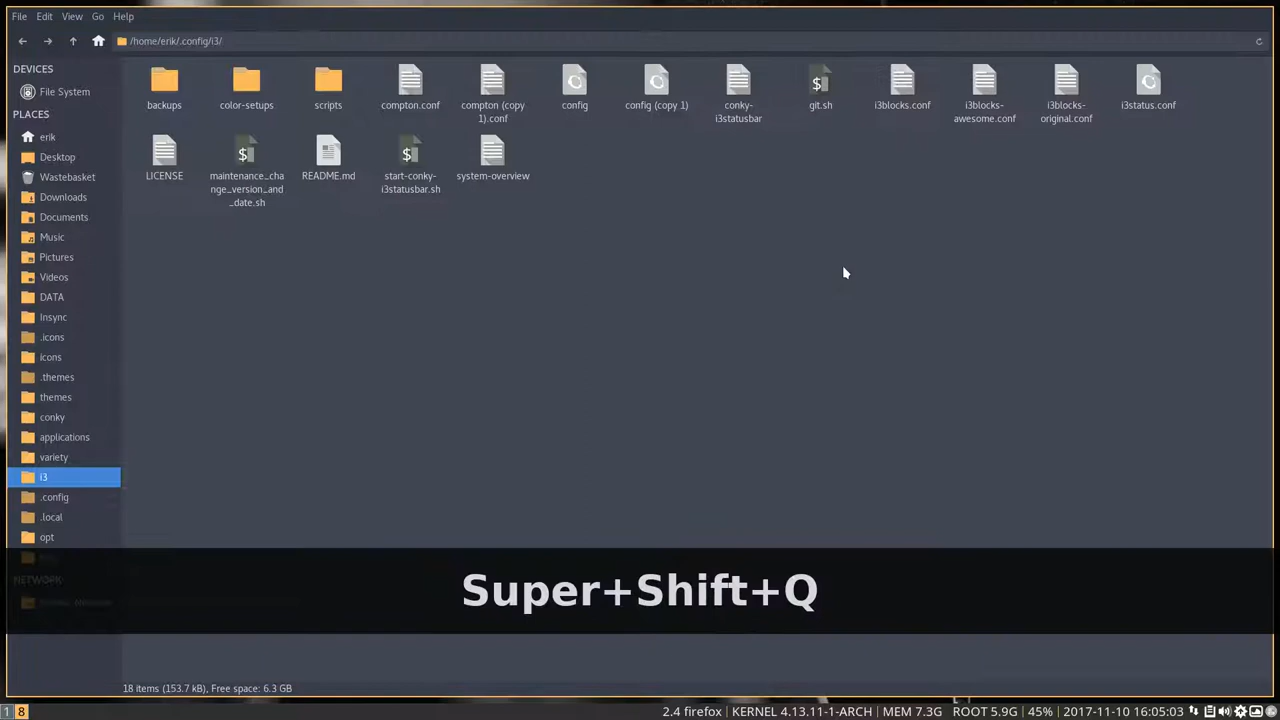 File Edit View Go Help
/home/erik/.config/i3/
DEVICES
File System
PLACES
erik
Desktop
Wastebasket
Downloads
Documents
Music
Pictures
Videos
DATA
Insync
.icons
icons
.themes
themes
conky
applications
variety
i3
.config
.local
opt
NETWORK
backups color-setups scripts compton.conf compton (copy config config (copy 1) conky- git.sh i3blocks.conf i3blocks- i3blocks- i3status.conf
1).conf i3statusbar awesome.conf original.conf
LICENSE maintenance_cha README.md start-conky- system-overview
nge_version_and i3statusbar.sh
_date.sh
Super+Shift+Q
18 items (153.7 kB), Free space: 6.3 GB
1 8 2.4 firefox | KERNEL 4.13.11-1-ARCH | MEM 7.3G | ROOT 5.9G | 45% | 2017-11-10 16:05:03